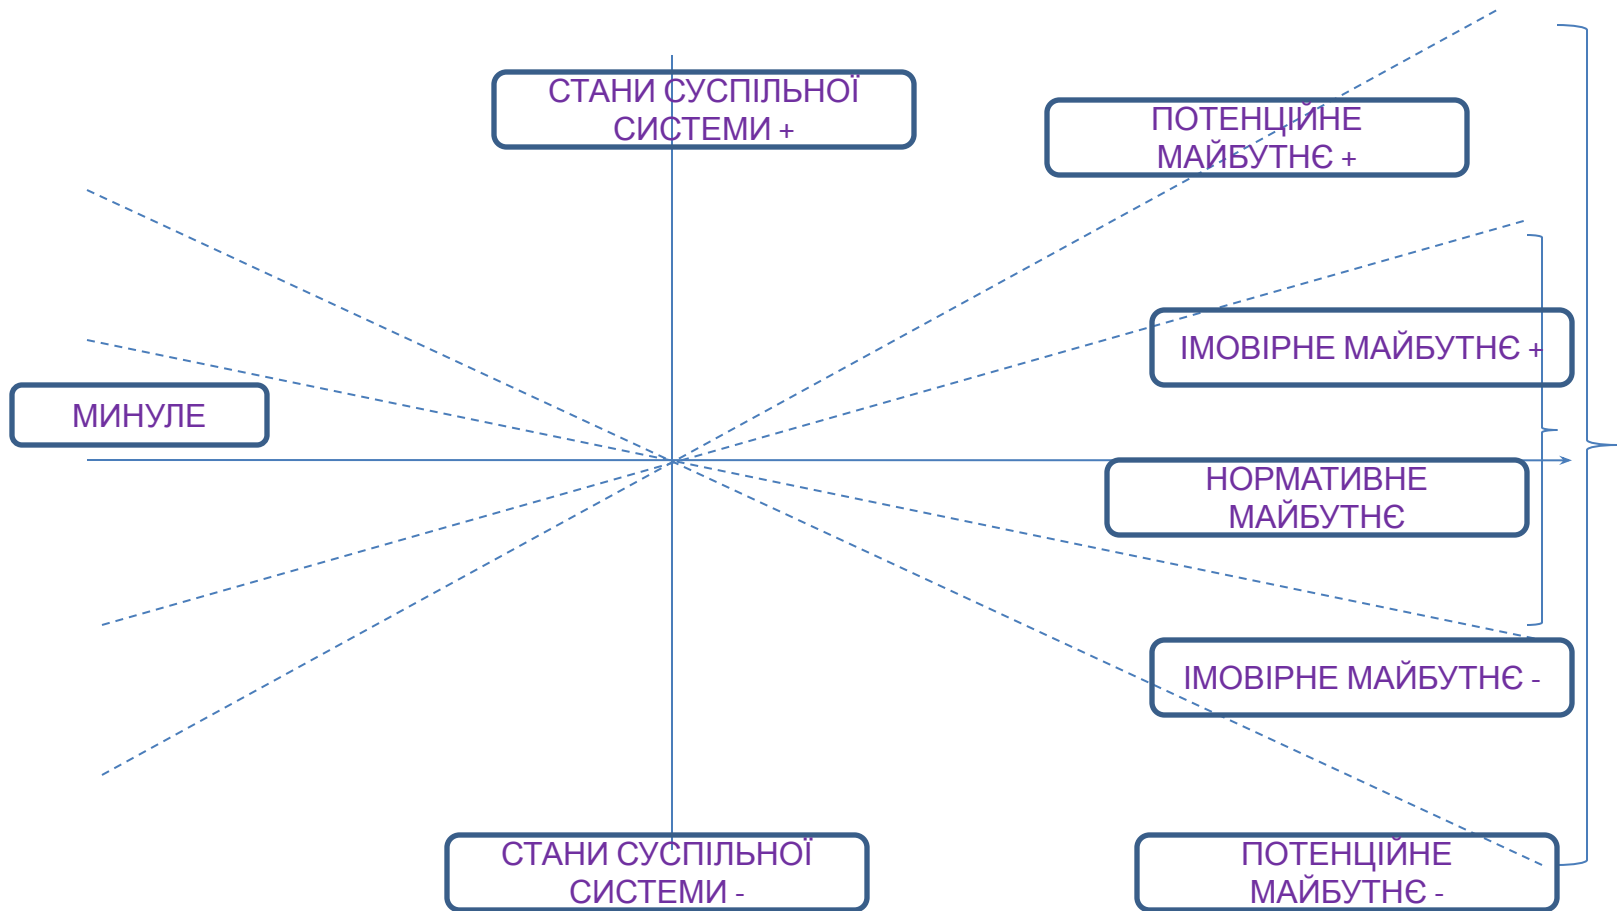 СТАНИ СУСПІЛЬНОЇ
СИСТЕМИ +
ПОТЕНЦІЙНЕ
МАЙБУТНЄ +
ІМОВІРНЕ МАЙБУТНЄ +
МИНУЛЕ
НОРМАТИВНЕ
МАЙБУТНЄ
ІМОВІРНЕ МАЙБУТНЄ -
СТАНИ СУСПІЛЬНОЇ
СИСТЕМИ -
ПОТЕНЦІЙНЕ
МАЙБУТНЄ -